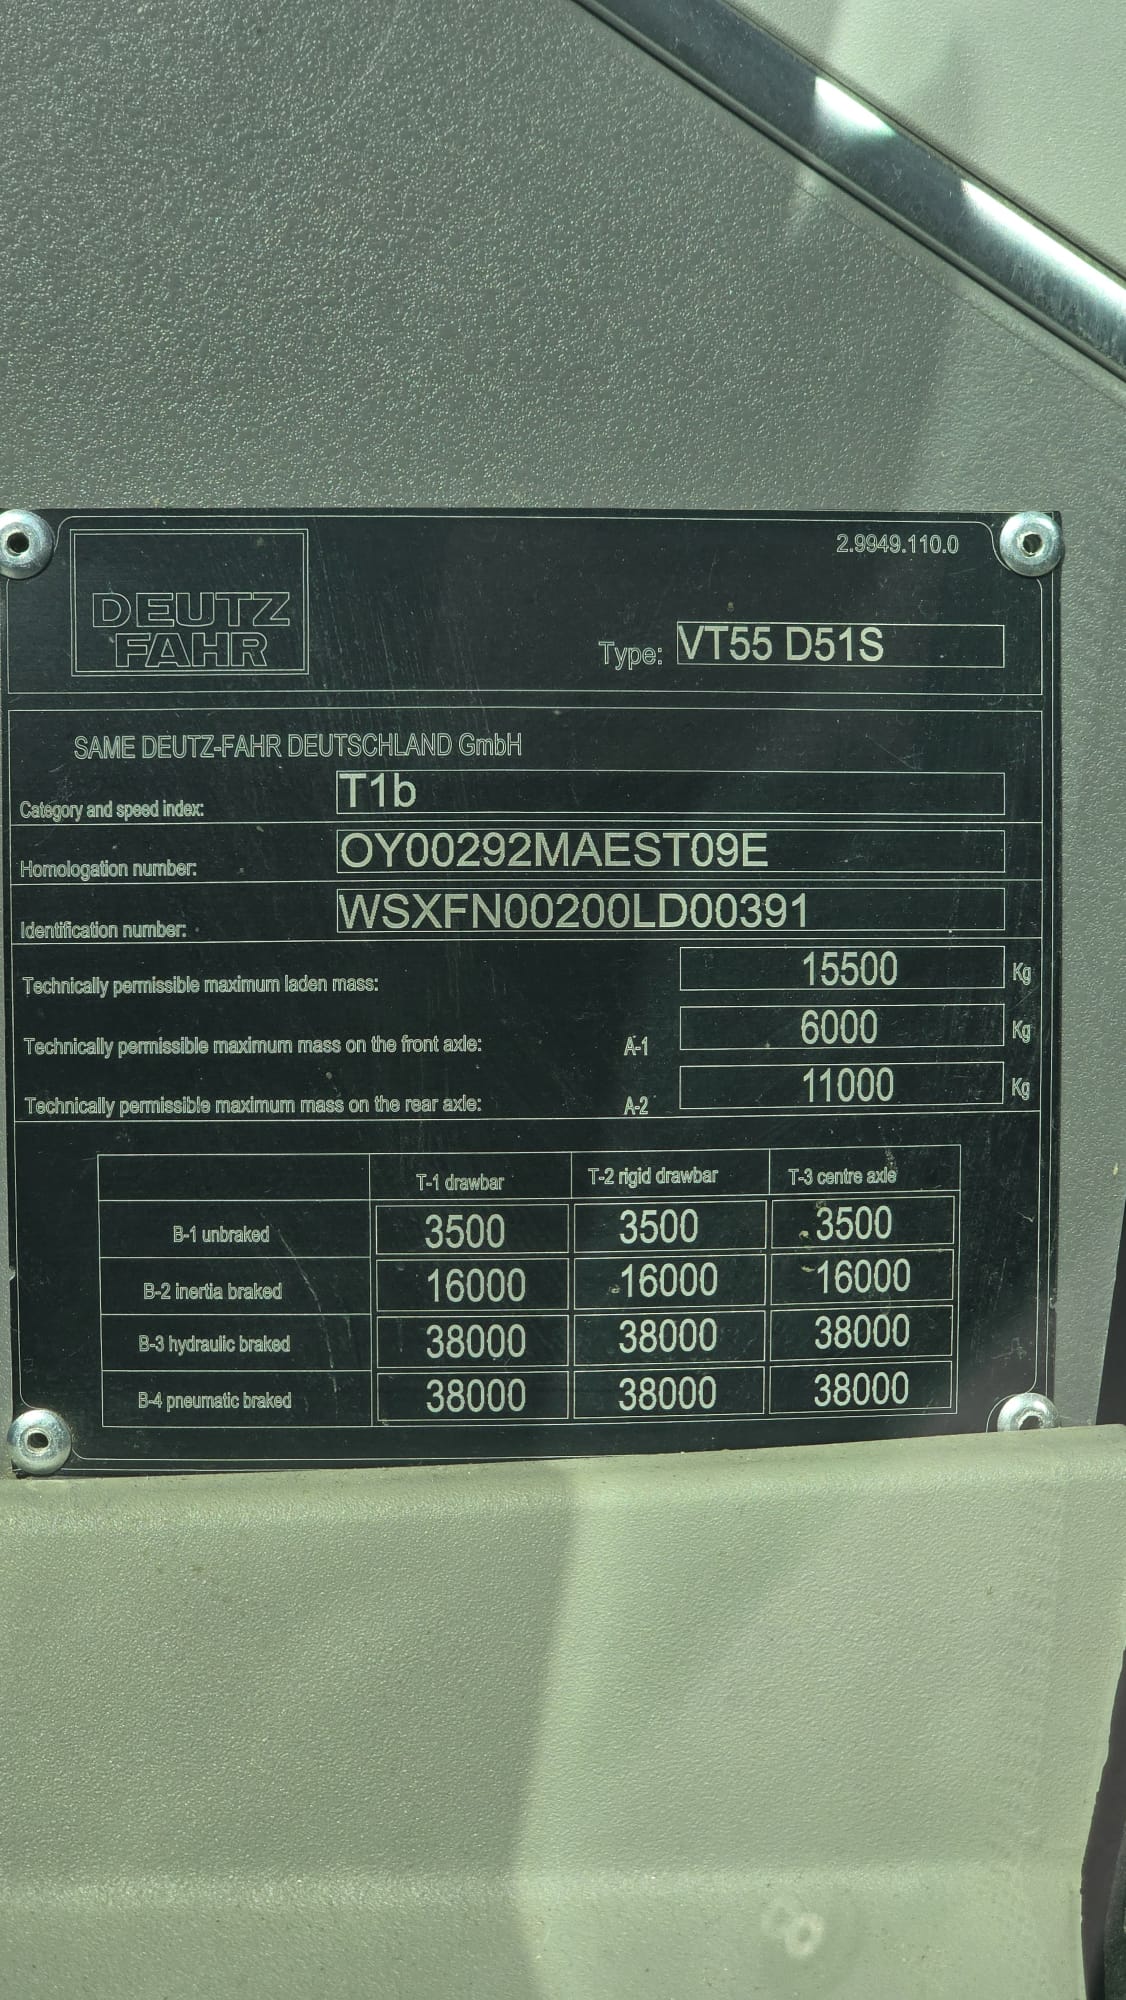 2.9949.110.0
DEUTZ
FAHR
Type: VT55 D51S
SAME DEUTZ-FAHR DEUTSCHLAND GmbH
Category and speed index: T1b
Homologation number: OY00292MAEST09E
Identification number: WSXFN00200LD00391
Technically permissible maximum laden mass: 15500 Kg
Technically permissible maximum mass on the front axle: A-1 6000 Kg
Technically permissible maximum mass on the rear axle: A-2 11000 Kg
T-1 drawbar T-2 rigid drawbar T-3 centre axle
B-1 unbraked 3500 3500 3500
B-2 inertia braked 16000 16000 16000
B-3 hydraulic braked 38000 38000 38000
B-4 pneumatic braked 38000 38000 38000